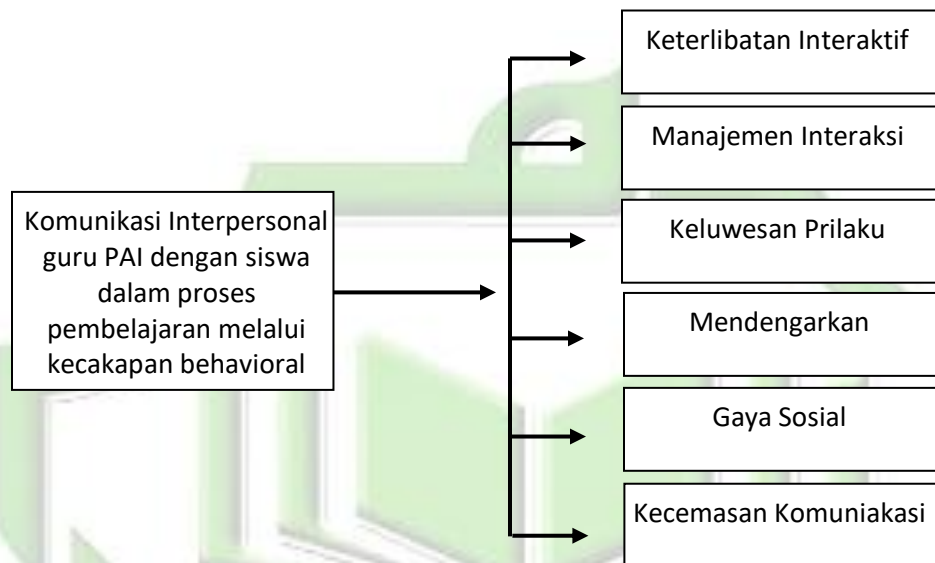 Komunikasi Interpersonal
guru PAI dengan siswa
dalam proses
pembelajaran melalui
kecakapan behavioral
Keterlibatan Interaktif
Manajemen Interaksi
Keluwesan Prilaku
Mendengarkan
Gaya Sosial
Kecemasan Komuniakasi